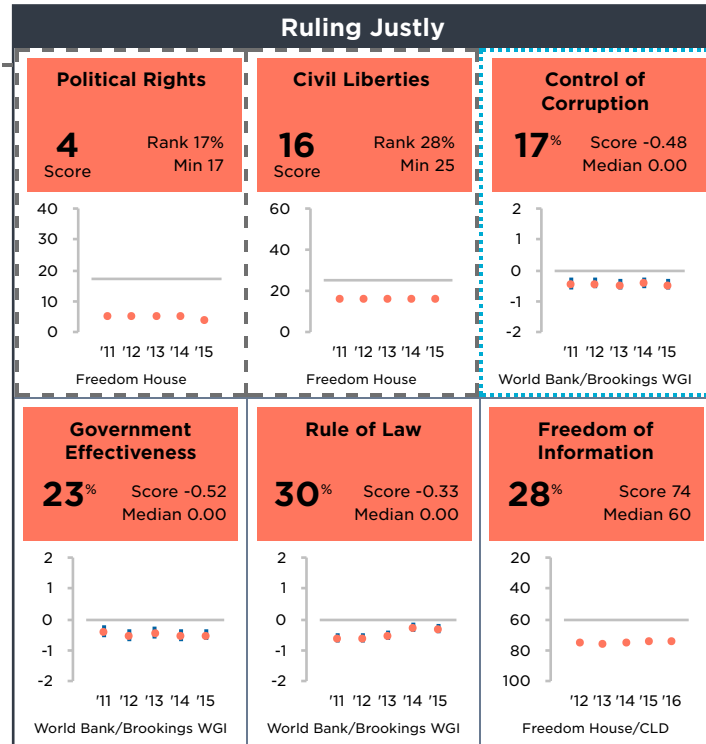 Ruling Justly
Political Rights
4
Score
Rank 17%
Min 17
40
30
20
10
0
'11 '12 '13 '14 '15
Freedom House
Civil Liberties
16
Score
Rank 28%
Min 25
60
40
20
0
'11 '12 '13 '14 '15
Freedom House
Control of
Corruption
17%
Score -0.48
Median 0.00
2
1
0
-1
-2
'11 '12 '13 '14 '15
World Bank/Brookings WGI
Government
Effectiveness
23%
Score -0.52
Median 0.00
2
1
0
-1
-2
'11 '12 '13 '14 '15
World Bank/Brookings WGI
Rule of Law
30%
Score -0.33
Median 0.00
2
1
0
-1
-2
'11 '12 '13 '14 '15
World Bank/Brookings WGI
Freedom of
Information
28%
Score 74
Median 60
20
40
60
80
100
'12 '13 '14 '15 '16
Freedom House/CLD